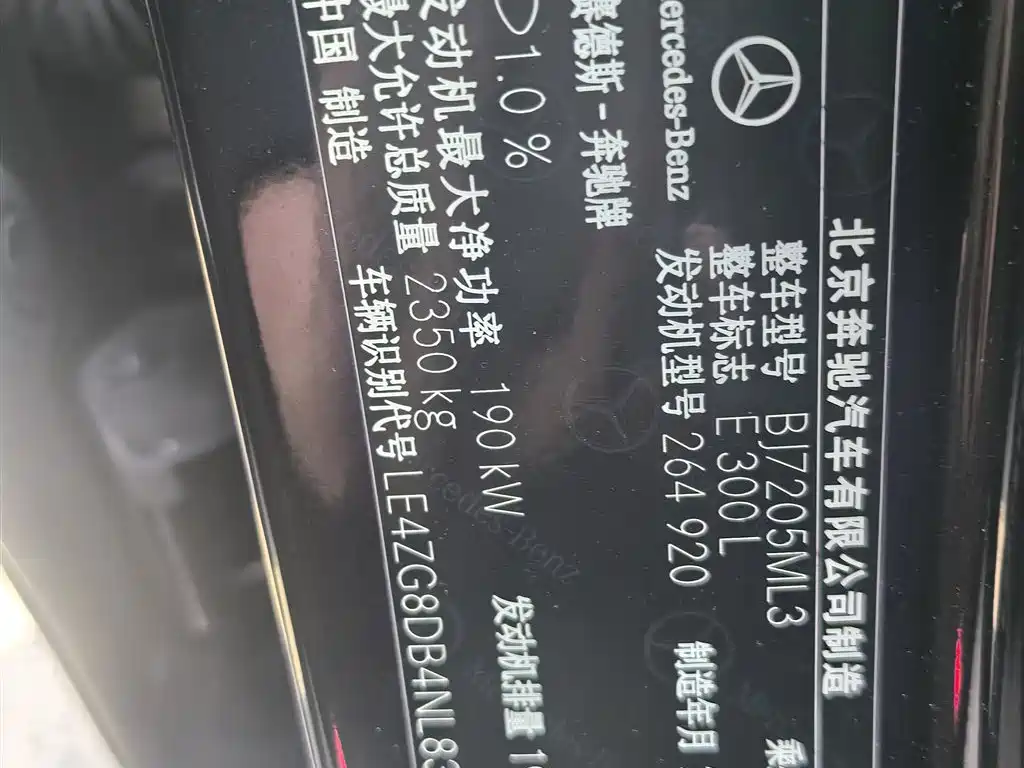 北京奔驰汽车有限公司制造
Mercedes-Benz
整车型号 BJ7205ML3
整车标志 E 300 L
发动机型号 264 920 制造年月
赛德斯-奔驰牌
1.0 %
发动机最大净功率 190 kW 发动机排量
最大允许总质量 2350 kg
中国 制造
车辆识别代号 LE4ZG8DB4NL8